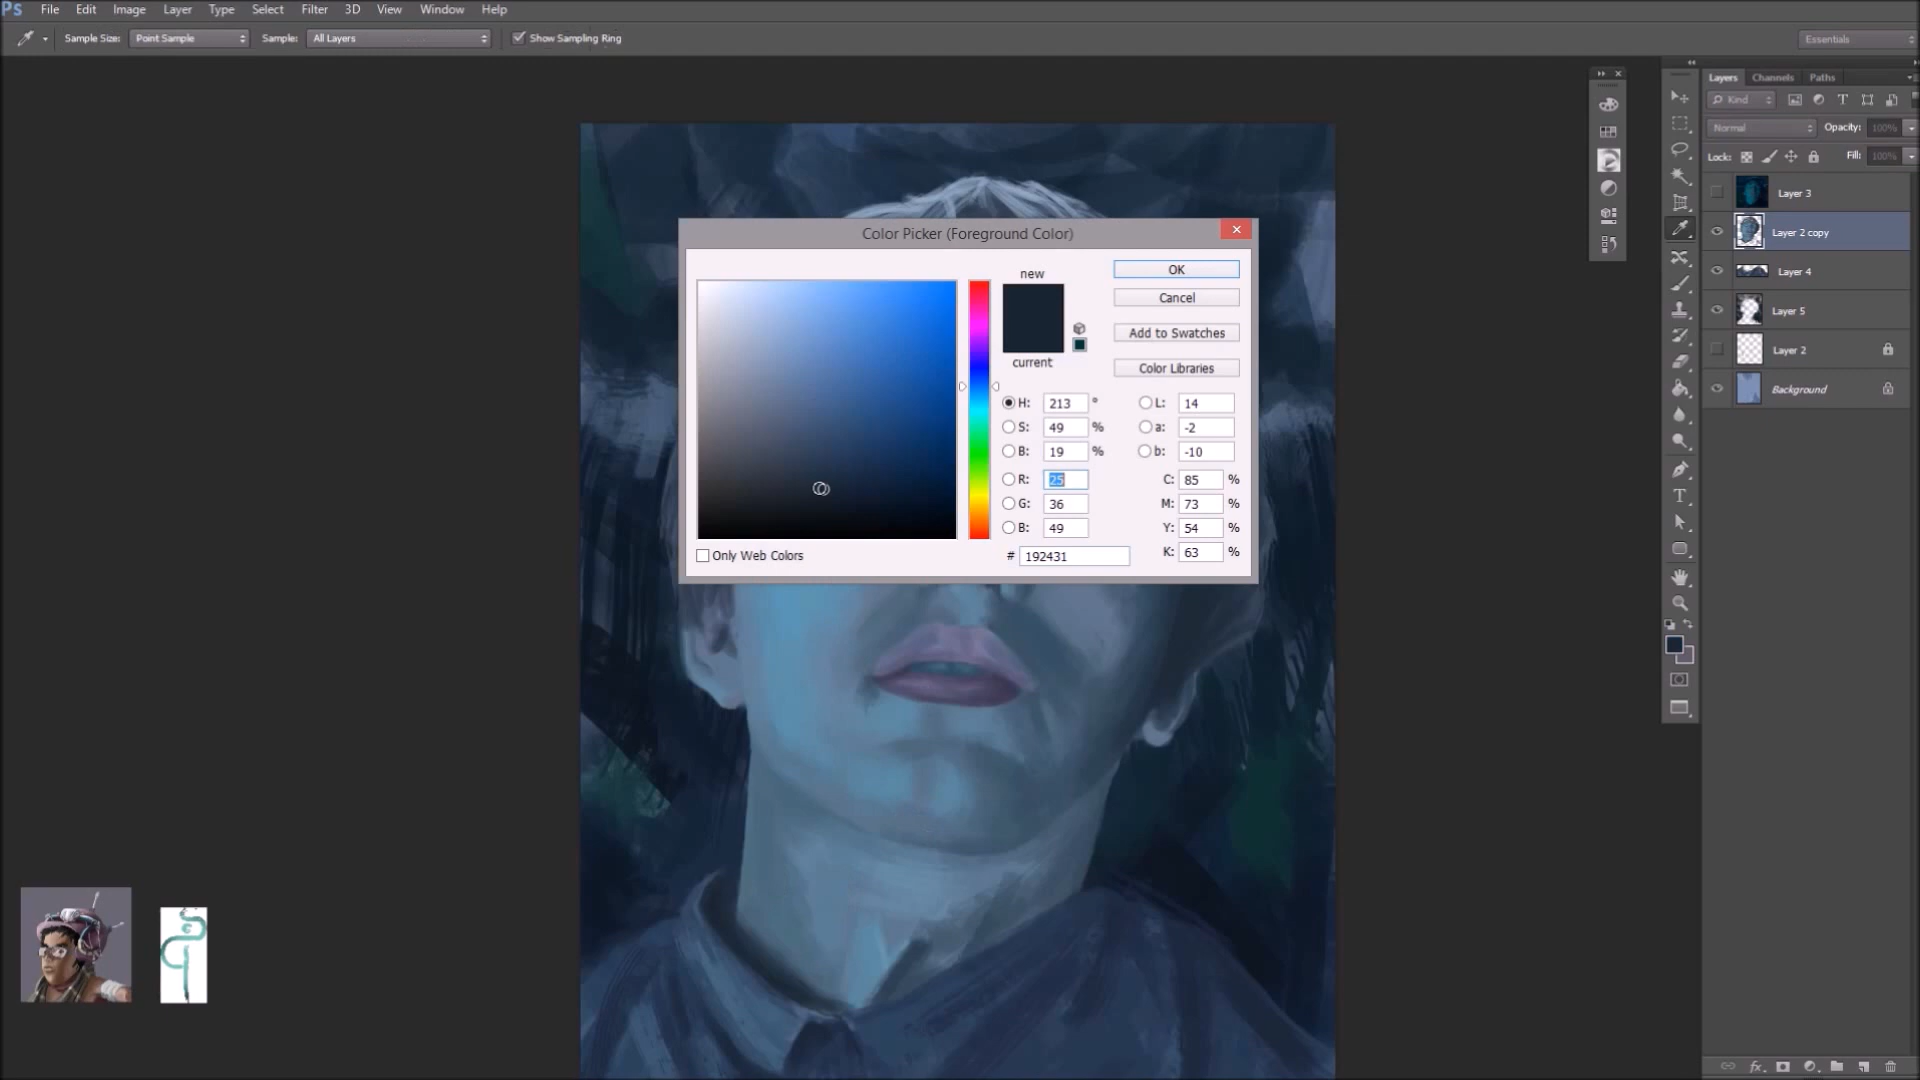 Ps File Edit Image Layer Type Select Filter 3D View Window Help
Sample Size: Point Sample Sample: All Layers Show Sampling Ring Essentials
Layers Channels Paths
Kind
Normal Opacity: 100%
Lock: Fill: 100%
Layer 3
Layer 2 copy
Layer 4
Layer 5
Layer 2
Background
Color Picker (Foreground Color)
new
current
OK
Cancel
Add to Swatches
Color Libraries
H: 213 ° L: 14
S: 49 % a: -2
B: 19 % b: -10
R: 25 C: 85 %
G: 36 M: 73 %
B: 49 Y: 54 %
# 192431 K: 63 %
Only Web Colors